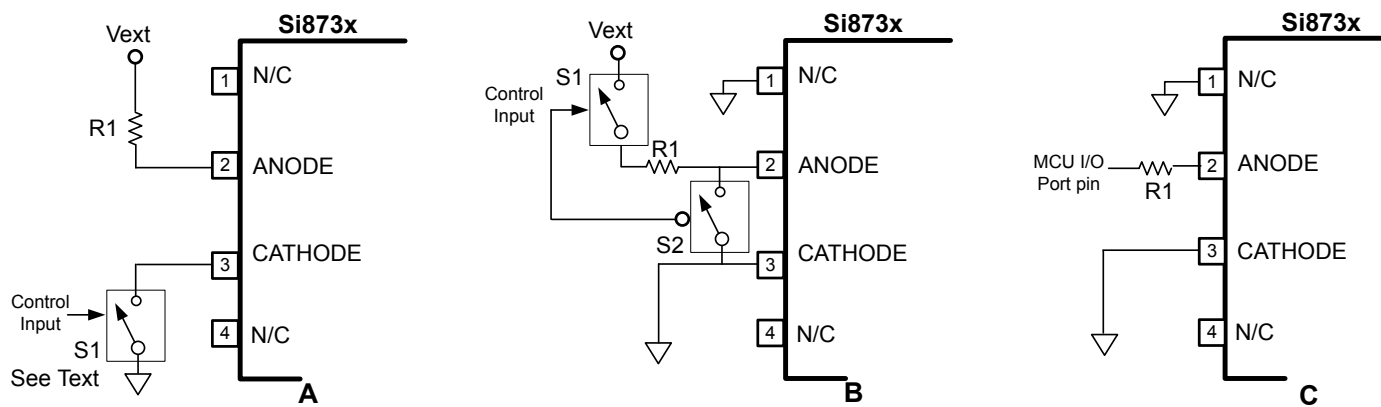 Si873x
Vext
R1
1 N/C
2 ANODE
3 CATHODE
4 N/C
Control
Input
S1
See Text
A
Si873x
Vext
S1
Control
Input
R1
S2
1 N/C
2 ANODE
3 CATHODE
4 N/C
B
Si873x
1 N/C
MCU I/O
Port pin
R1
2 ANODE
3 CATHODE
4 N/C
C